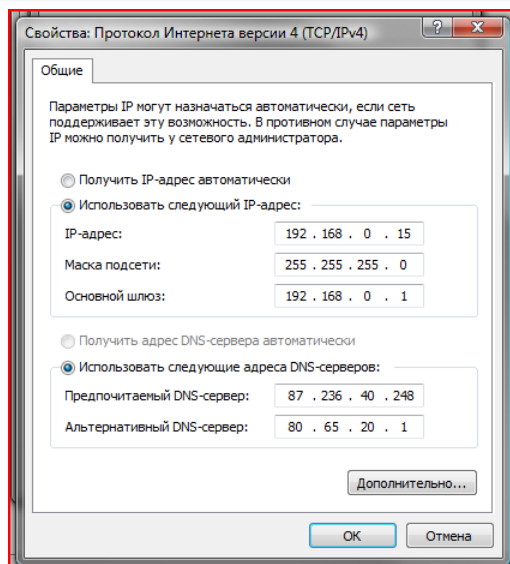 Свойства: Протокол Интернета версии 4 (TCP/IPv4)
Общие
Параметры IP могут назначаться автоматически, если сеть
поддерживает эту возможность. В противном случае параметры
IP можно получить у сетевого администратора.
Получить IP-адрес автоматически
Использовать следующий IP-адрес:
IP-адрес: 192 . 168 . 0 . 15
Маска подсети: 255 . 255 . 255 . 0
Основной шлюз: 192 . 168 . 0 . 1
Получить адрес DNS-сервера автоматически
Использовать следующие адреса DNS-серверов:
Предпочитаемый DNS-сервер: 87 . 236 . 40 . 248
Альтернативный DNS-сервер: 80 . 65 . 20 . 1
Дополнительно...
ОК Отмена